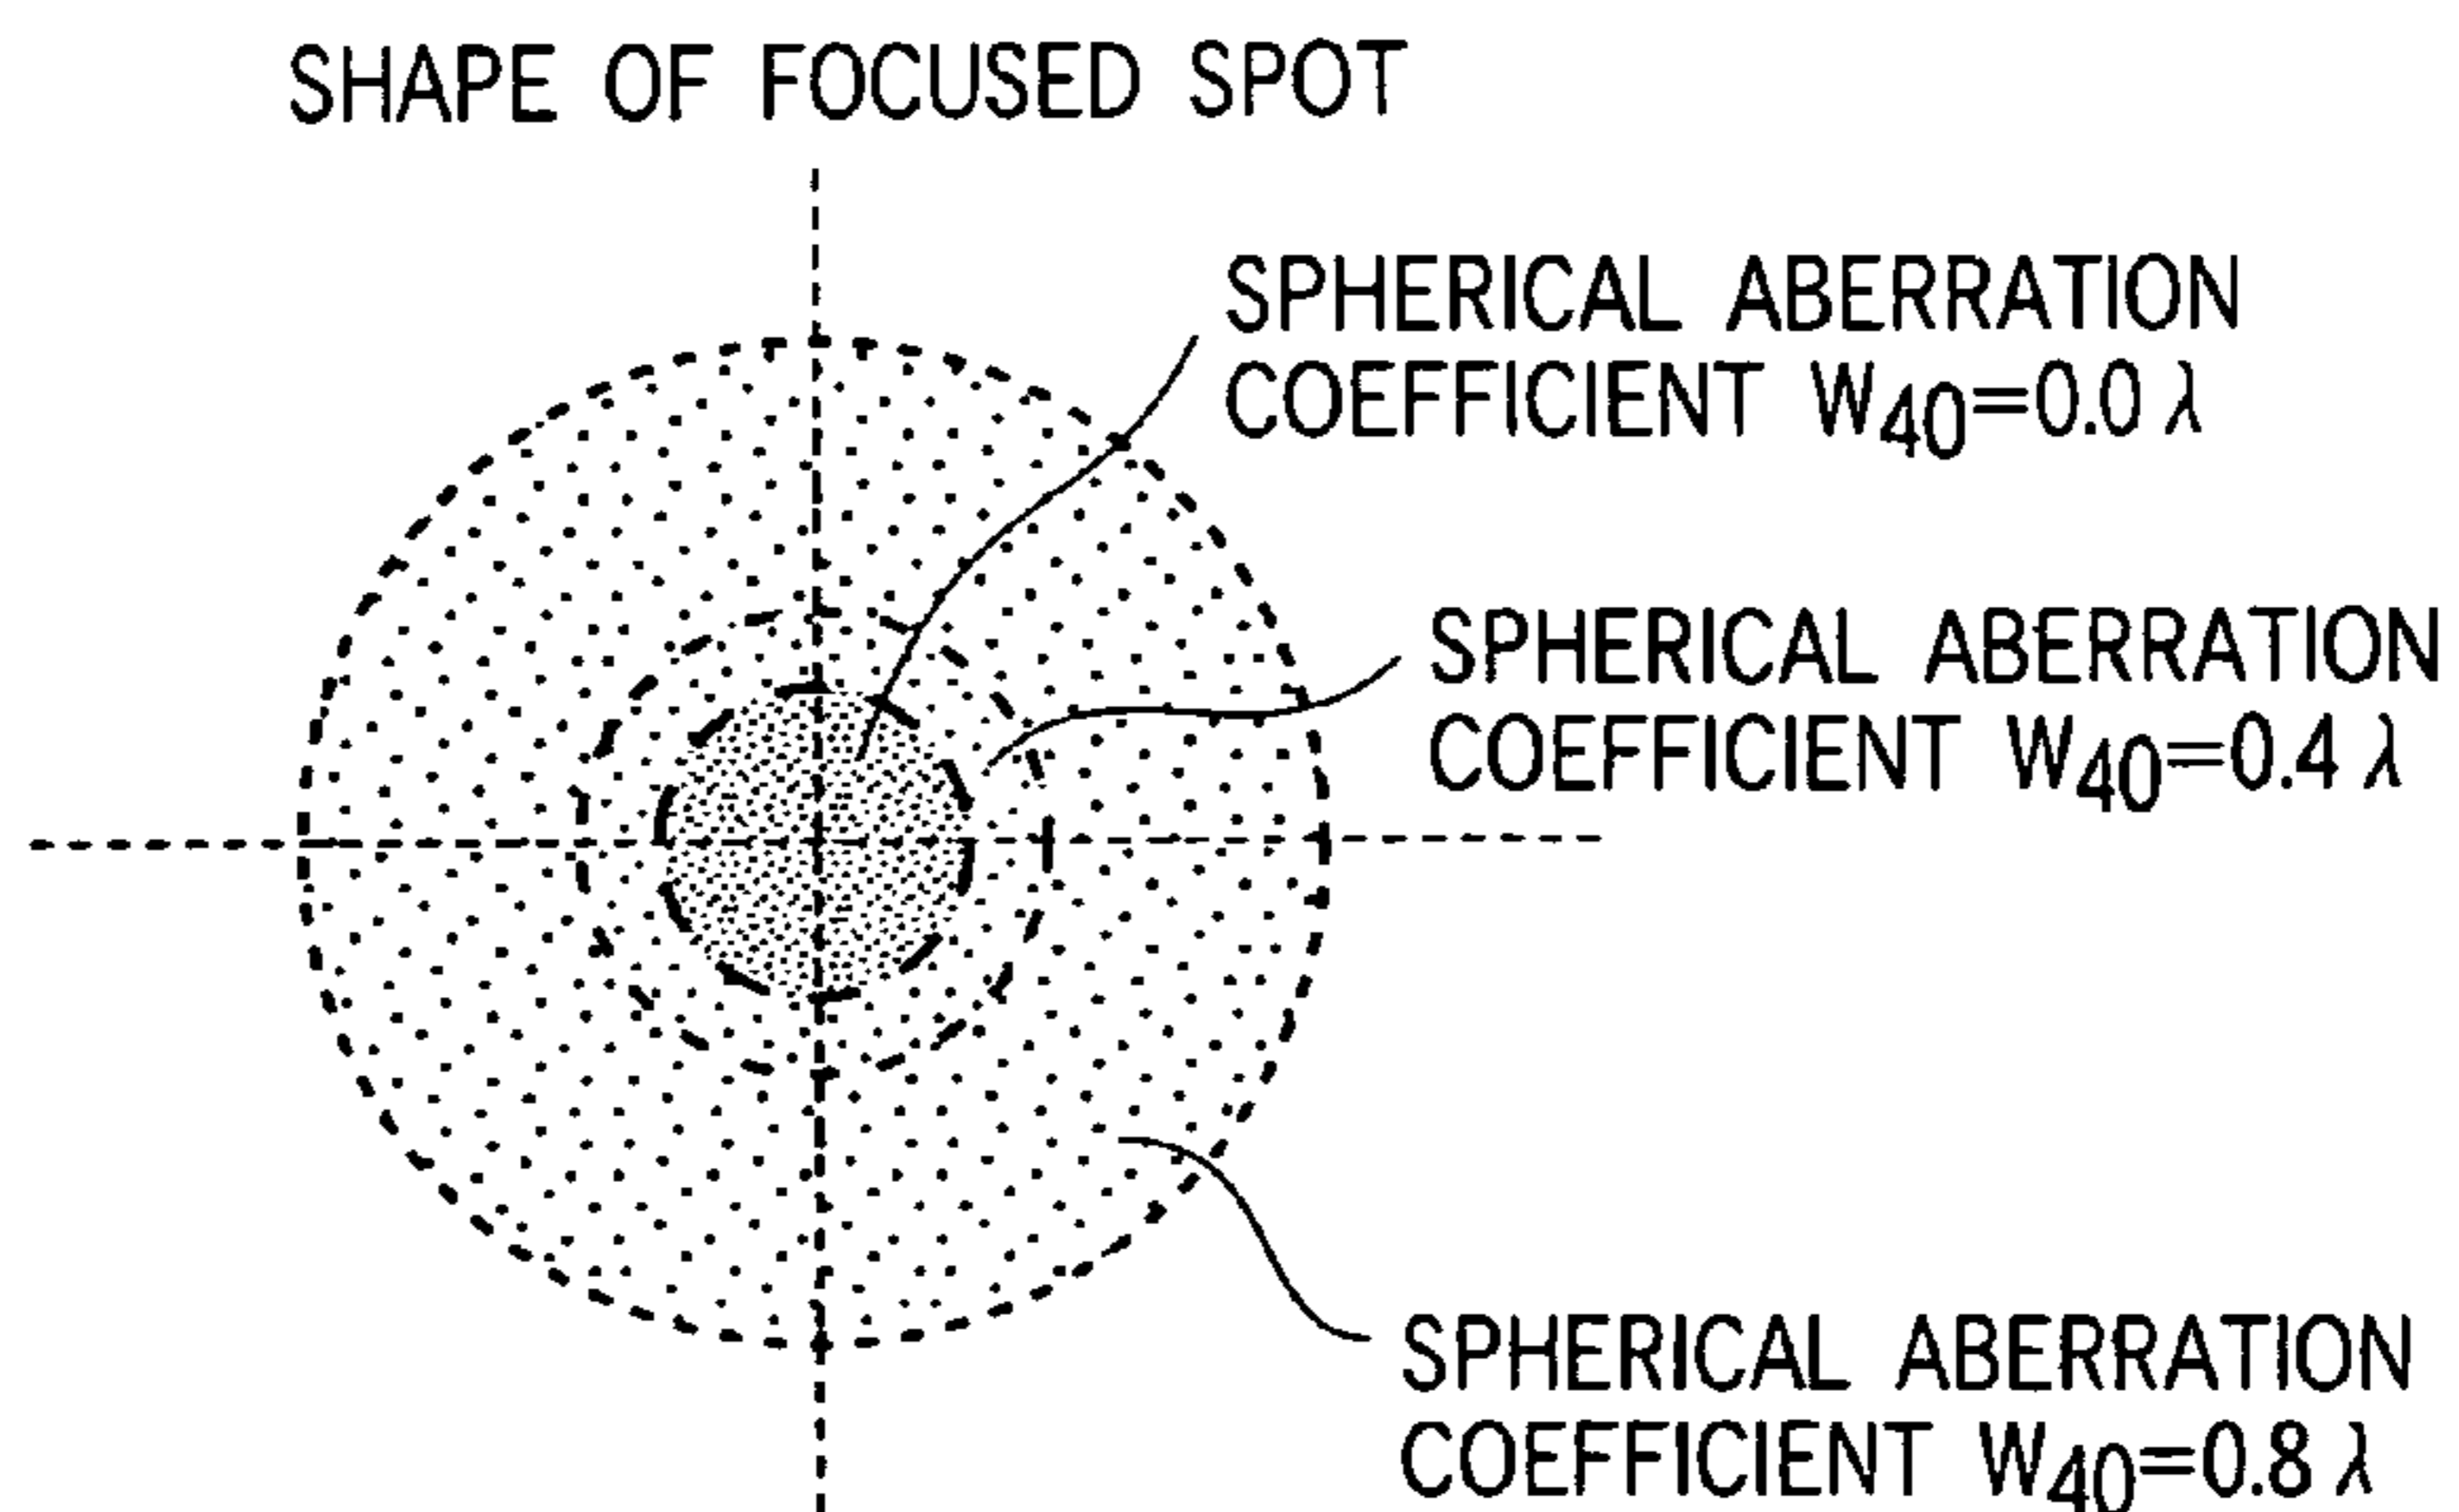 SHAPE OF FOCUSED SPOT
SPHERICAL ABERRATION
COEFFICIENT W40=0.0 λ
SPHERICAL ABERRATION
COEFFICIENT W40=0.4 λ
SPHERICAL ABERRATION
COEFFICIENT W40=0.8 λ